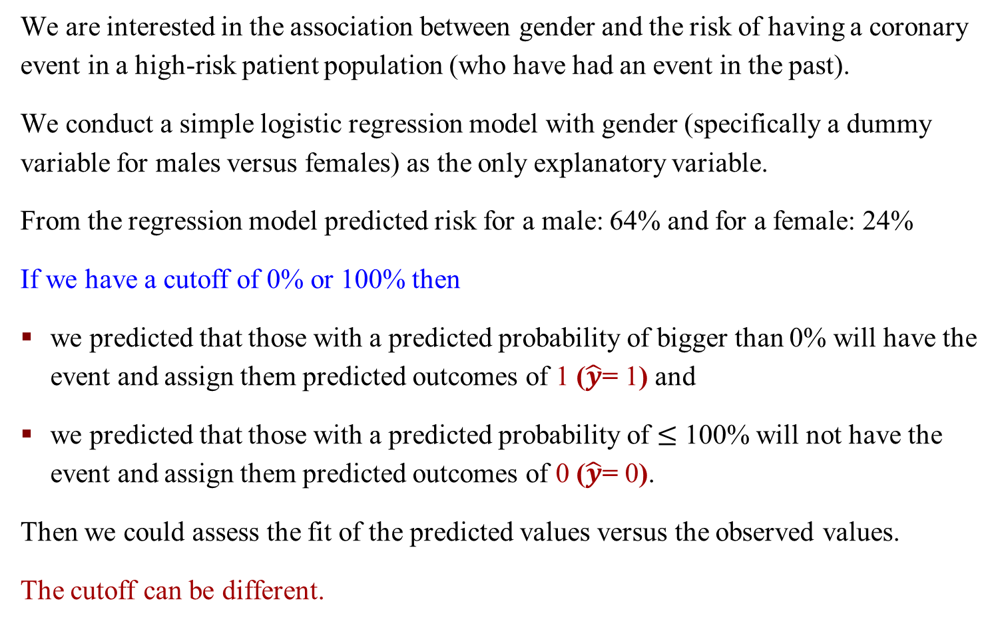 We are interested in the association between gender and the risk of having a coronary
event in a high-risk patient population (who have had an event in the past).
We conduct a simple logistic regression model with gender (specifically a dummy
variable for males versus females) as the only explanatory variable.
From the regression model predicted risk for a male: 64% and for a female: 24%
If we have a cutoff of 0% or 100% then
▪ we predicted that those with a predicted probability of bigger than 0% will have the
event and assign them predicted outcomes of 1 (ŷ= 1) and
▪ we predicted that those with a predicted probability of ≤ 100% will not have the
event and assign them predicted outcomes of 0 (ŷ= 0).
Then we could assess the fit of the predicted values versus the observed values.
The cutoff can be different.